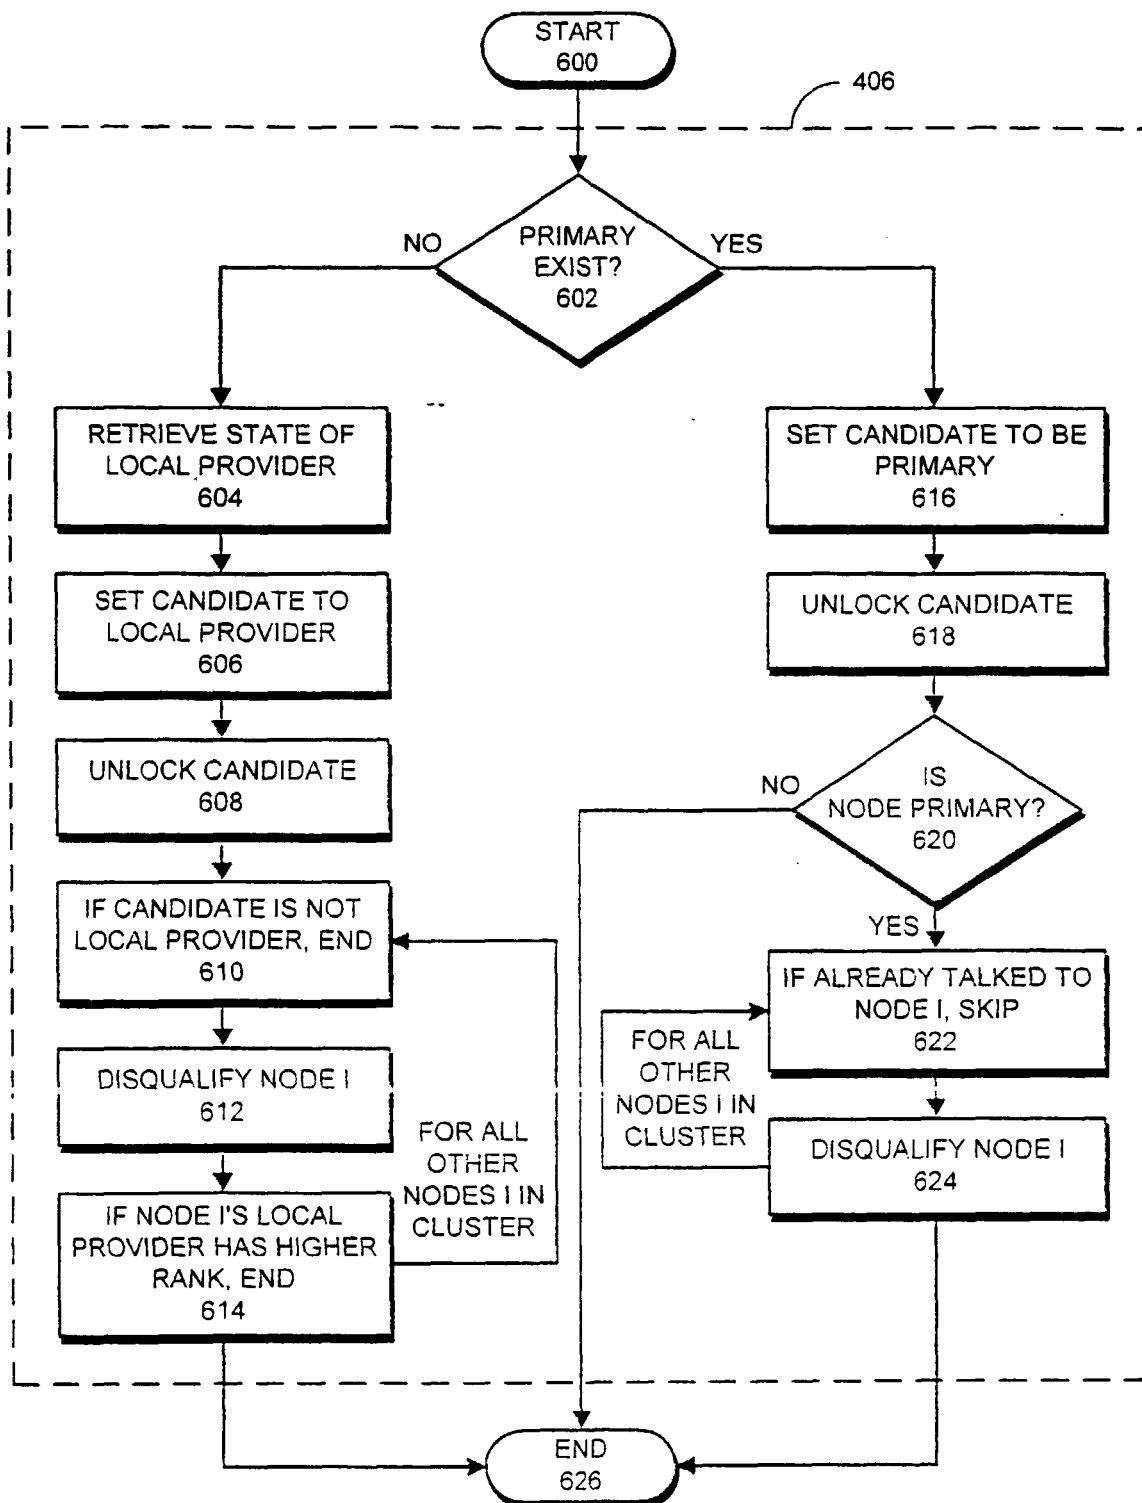 START
600
406
NO
PRIMARY
EXIST?
602
YES
RETRIEVE STATE OF
LOCAL PROVIDER
604
SET CANDIDATE TO
LOCAL PROVIDER
606
UNLOCK CANDIDATE
608
IF CANDIDATE IS NOT
LOCAL PROVIDER, END
610
DISQUALIFY NODE I
612
IF NODE I'S LOCAL
PROVIDER HAS HIGHER
RANK, END
614
FOR ALL
OTHER
NODES I IN
CLUSTER
SET CANDIDATE TO BE
PRIMARY
616
UNLOCK CANDIDATE
618
NO
IS
NODE PRIMARY?
620
YES
IF ALREADY TALKED TO
NODE I, SKIP
622
FOR ALL
OTHER
NODES I IN
CLUSTER
DISQUALIFY NODE I
624
END
626